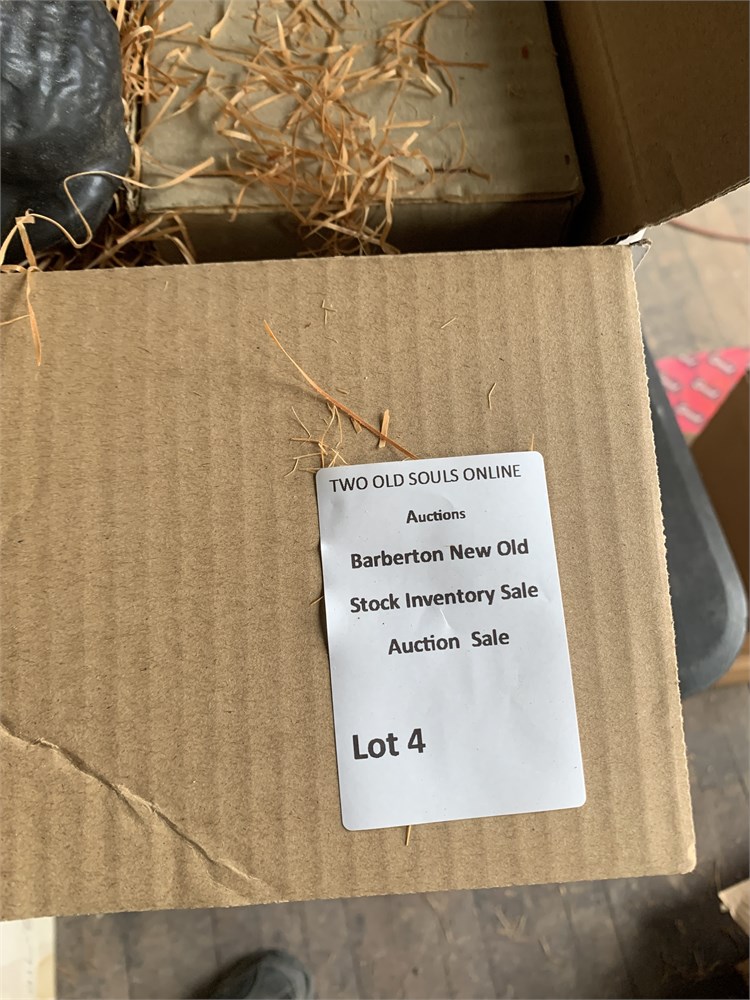 TWO OLD SOULS ONLINE
Auctions
Barberton New Old
Stock Inventory Sale
Auction Sale
Lot 4